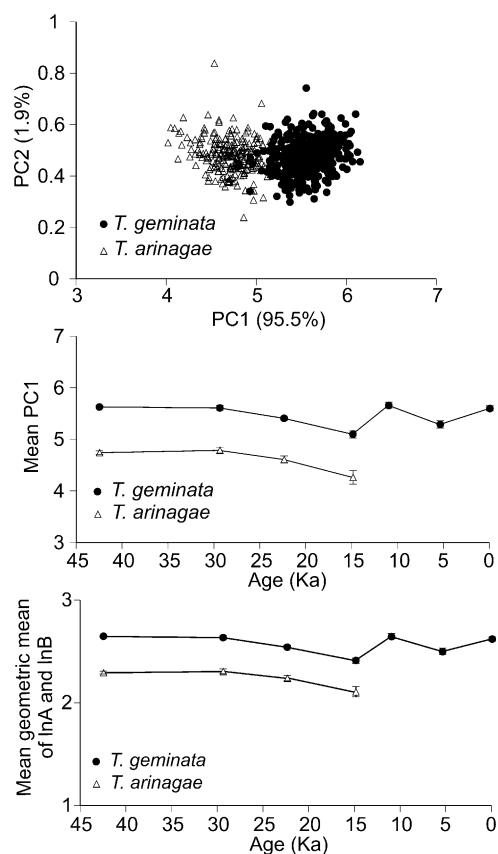 1
0.8
0.6
0.4
0.2
0
PC2 (1.9%)
T. geminata
T. arinagae
3 4 5 6 7
PC1 (95.5%)
7
6
5
4
3
Mean PC1
T. geminata
T. arinagae
45 40 35 30 25 20 15 10 5 0
Age (Ka)
3
2
1
Mean geometric mean
of lnA and lnB
T. geminata
T. arinagae
45 40 35 30 25 20 15 10 5 0
Age (Ka)